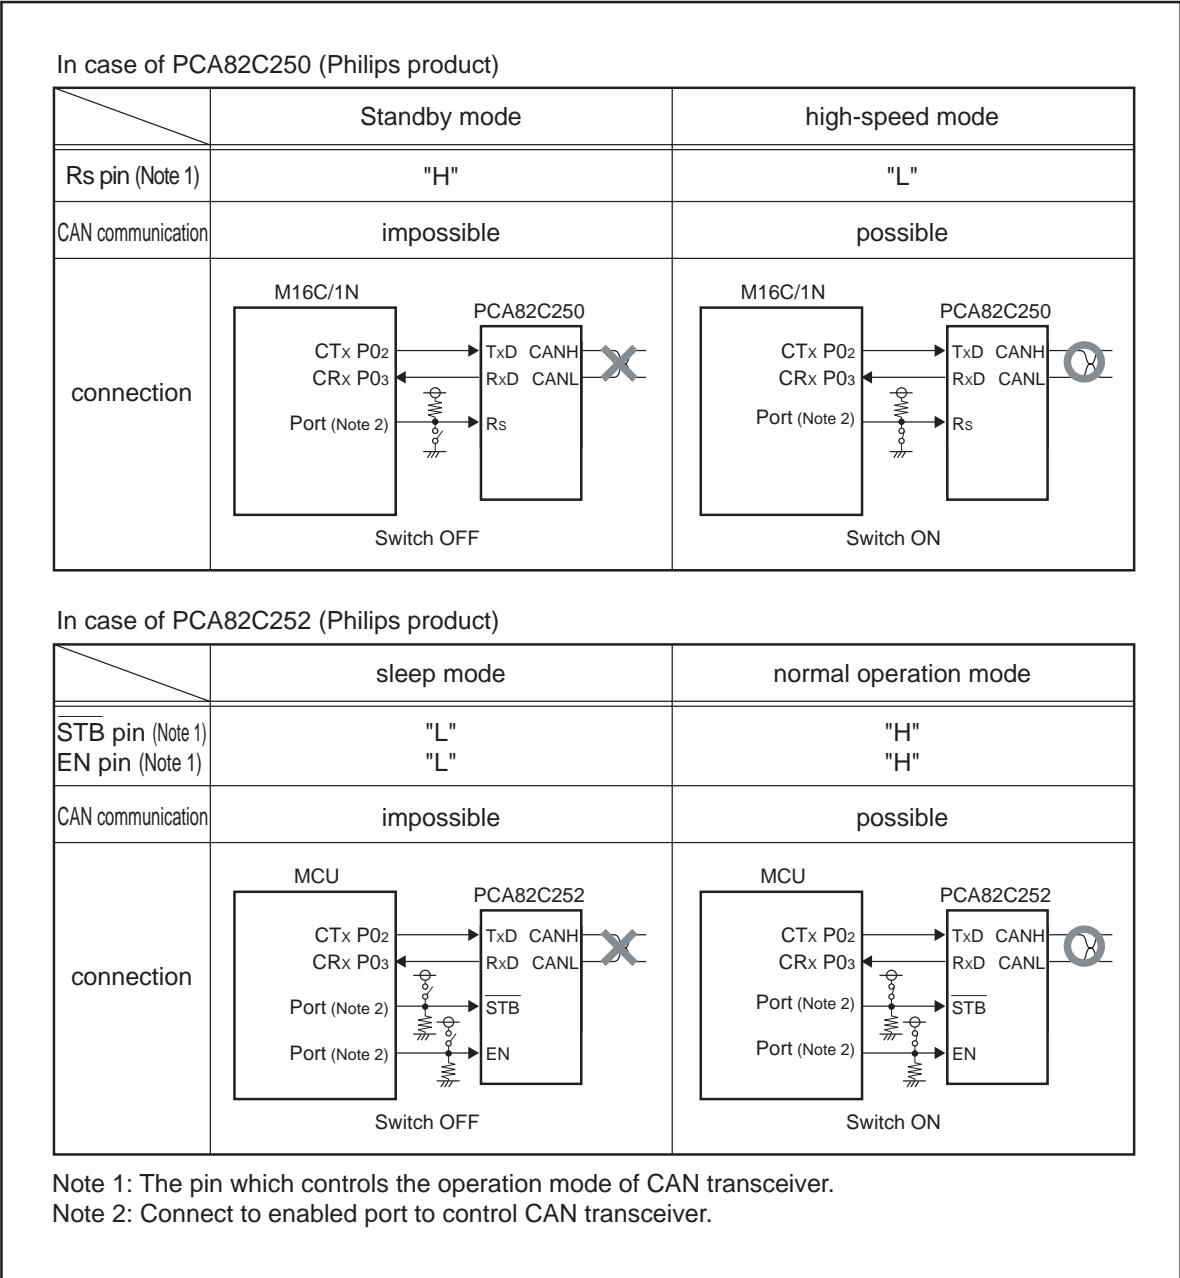 In case of PCA82C250 (Philips product)
Standby mode high-speed mode
Rs pin (Note 1) "H" "L"
CAN communication impossible possible
connection
M16C/1N
PCA82C250
CTx P02 TxD CANH
CRx P03 RxD CANL
Port (Note 2) Rs
Switch OFF
M16C/1N
PCA82C250
CTx P02 TxD CANH
CRx P03 RxD CANL
Port (Note 2) Rs
Switch ON
In case of PCA82C252 (Philips product)
sleep mode normal operation mode
STB pin (Note 1) "L" "H"
EN pin (Note 1) "L" "H"
CAN communication impossible possible
connection
MCU
PCA82C252
CTx P02 TxD CANH
CRx P03 RxD CANL
Port (Note 2) STB
Port (Note 2) EN
Switch OFF
MCU
PCA82C252
CTx P02 TxD CANH
CRx P03 RxD CANL
Port (Note 2) STB
Port (Note 2) EN
Switch ON
Note 1: The pin which controls the operation mode of CAN transceiver.
Note 2: Connect to enabled port to control CAN transceiver.